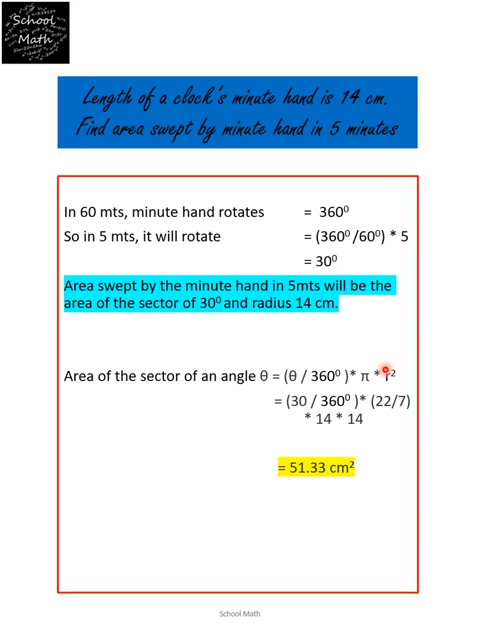 School
Math
Length of a clock's minute hand is 14 cm.
Find area swept by minute hand in 5 minutes
In 60 mts, minute hand rotates = 360⁰
So in 5 mts, it will rotate = (360⁰ /60⁰) * 5
= 30⁰
Area swept by the minute hand in 5mts will be the
area of the sector of 30⁰ and radius 14 cm.
Area of the sector of an angle θ = (θ / 360⁰ )* π * r²
= (30 / 360⁰ )* (22/7)
* 14 * 14
= 51.33 cm²
School Math